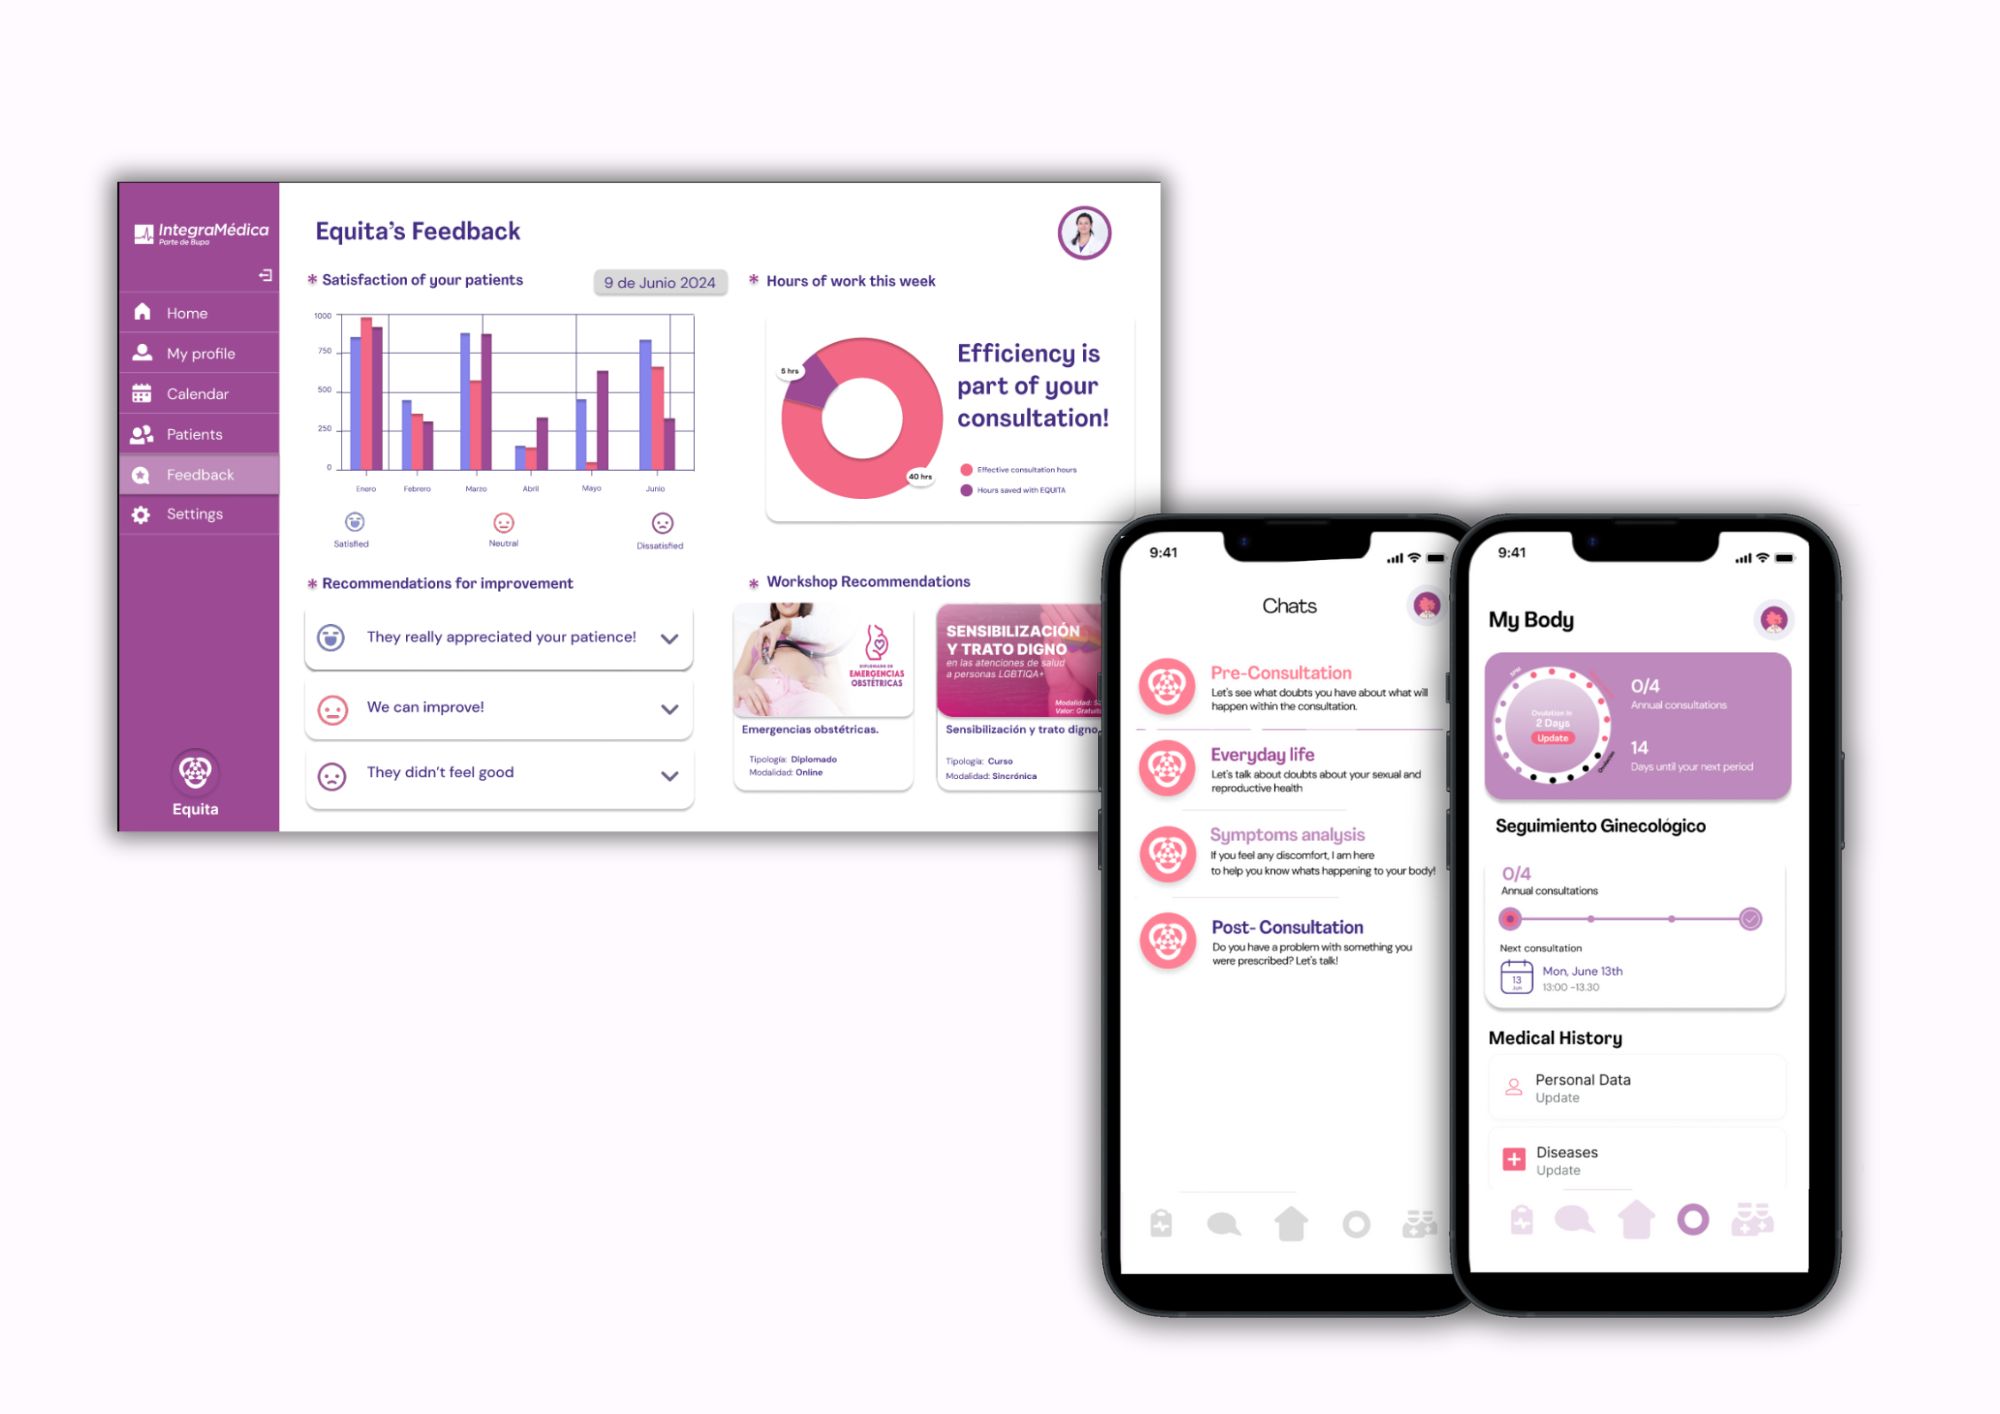 IntegraMédica
Parte de Bupa
Home
My profile
Calendar
Patients
Feedback
Settings
Equita
Equita's Feedback
* Satisfaction of your patients
9 de Junio 2024
1000
750
500
250
0
Enero Febrero Marzo Abril Mayo Junio
Satisfied Neutral Dissatisfied
* Hours of work this week
5 hrs
40 hrs
Efficiency is
part of your
consultation!
Effective consultation hours
Hours saved with EQUITA
* Recommendations for improvement
They really appreciated your patience!
We can improve!
They didn't feel good
* Workshop Recommendations
DIPLOMADO EN
EMERGENCIAS
OBSTÉTRICAS
Emergencias obstétricas.
Tipología: Diplomado
Modalidad: Online
SENSIBILIZACIÓN
Y TRATO DIGNO
en las atenciones de salud
a personas LGBTIQA+
Modalidad:
Valor:
Sensibilización y trato digno
Tipología: Curso
Modalidad: Sincrónica
9:41
Chats
Pre-Consultation
Let's see what doubts you have about what will
happen within the consultation.
Everyday life
Let's talk about doubts about your sexual and
reproductive health
Symptoms analysis
If you feel any discomfort, I am here
to help you know whats happening to your body!
Post- Consultation
Do you have a problem with something you
were prescribed? Let's talk!
9:41
My Body
Ovulation in
2 Days
Update
0/4
Annual consultations
14
Days until your next period
Seguimiento Ginecológico
0/4
Annual consultations
Next consultation
13
Jun
Mon, June 13th
13:00 -13.30
Medical History
Personal Data
Update
Diseases
Update